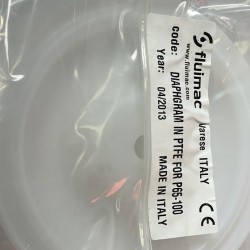 fluimac
www.fluimac.com
Varese ITALY
code:
DIAPHGRAM IN PTFE FOR P65-100
Year: 04/2013
MADE IN ITALY
CE